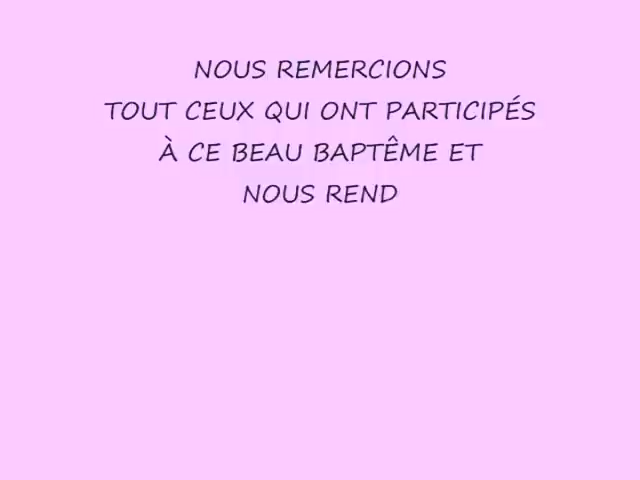 NOUS REMERCIONS
TOUT CEUX QUI ONT PARTICIPÉS
À CE BEAU BAPTÊME ET
NOUS REND